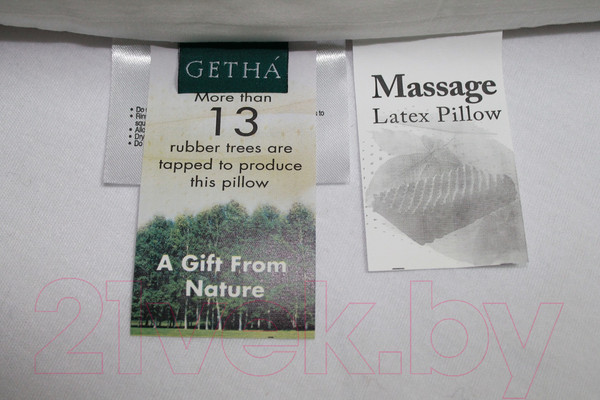 GETHÁ
More than
13
rubber trees are
tapped to produce
this pillow
A Gift From
Nature
Massage
Latex Pillow
21vek.by